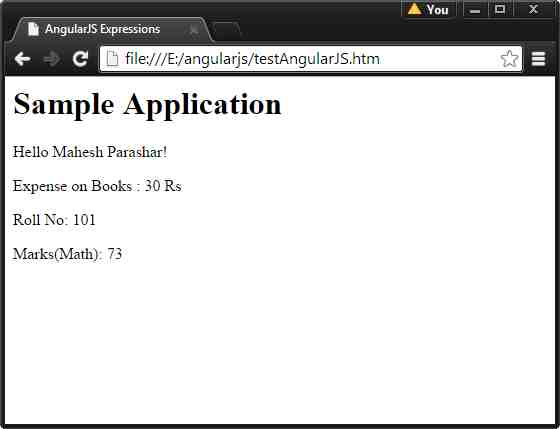 You
AngularJS Expressions
file:///E:/angularjs/testAngularJS.htm
Sample Application
Hello Mahesh Parashar!
Expense on Books : 30 Rs
Roll No: 101
Marks(Math): 73